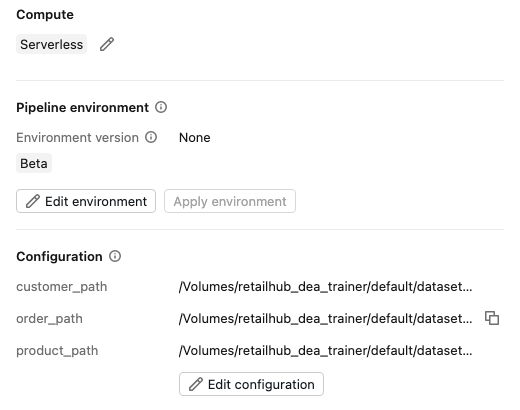 Compute
Serverless
Pipeline environment
Environment version None
Beta
Edit environment Apply environment
Configuration
customer_path /Volumes/retailhub_dea_trainer/default/dataset...
order_path /Volumes/retailhub_dea_trainer/default/dataset...
product_path /Volumes/retailhub_dea_trainer/default/dataset...
Edit configuration